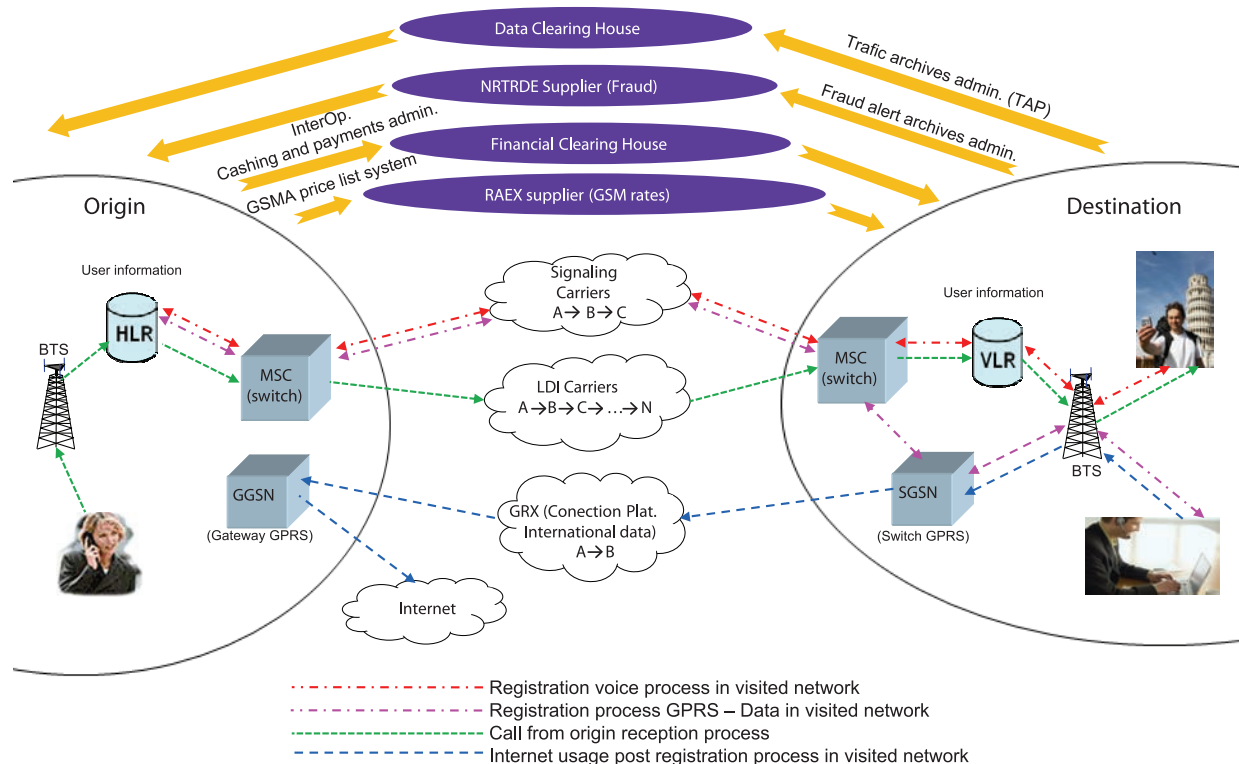 Data Clearing House
Trafic archives admin. (TAP)
NRTRDE Supplier (Fraud)
Fraud alert archives admin.
InterOp.
Cashing and payments admin.
Financial Clearing House
GSMA price list system
RAEX supplier (GSM rates)
Origin
Destination
User information
HLR
BTS
MSC
(switch)
Signaling
Carriers
A→ B→ C
LDI Carriers
A→B→C→…→ N
GGSN
(Gateway GPRS)
GRX (Conection Plat.
International data)
A→B
Internet
User information
MSC
(switch)
VLR
BTS
SGSN
(Switch GPRS)
Registration voice process in visited network
Registration process GPRS – Data in visited network
Call from origin reception process
Internet usage post registration process in visited network